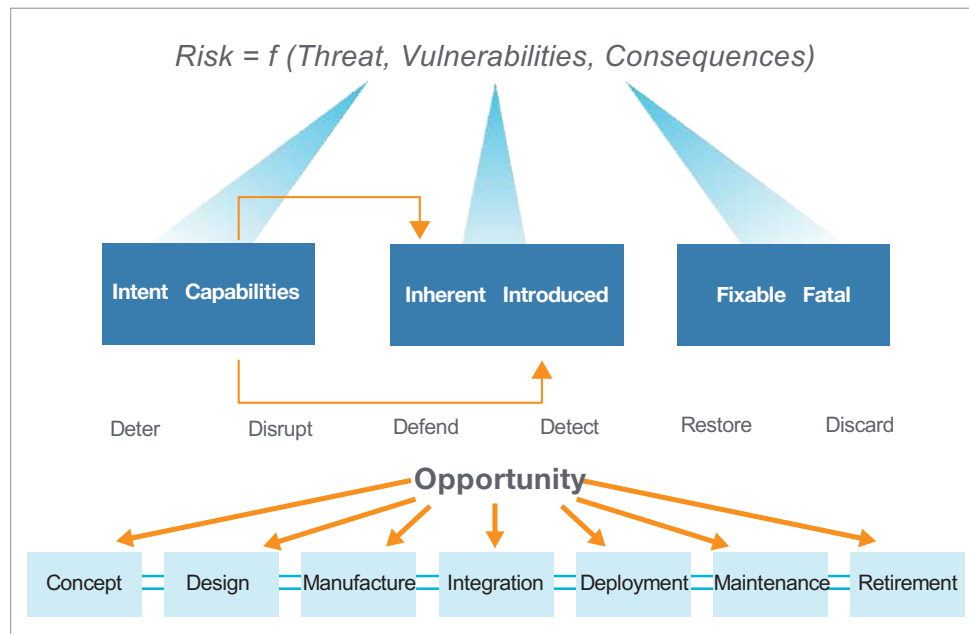 Risk = f (Threat, Vulnerabilities, Consequences)
Intent Capabilities
Inherent Introduced
Fixable Fatal
Deter Disrupt Defend Detect Restore Discard
Opportunity
Concept Design Manufacture Integration Deployment Maintenance Retirement